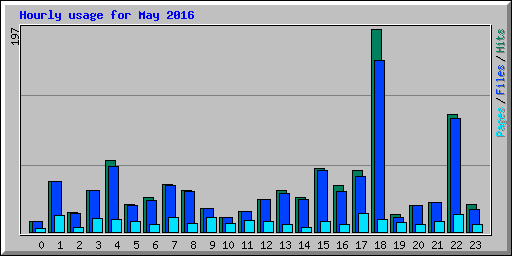 Hourly usage for May 2016
197
Pages/Files/Hits
0 1 2 3 4 5 6 7 8 9 10 11 12 13 14 15 16 17 18 19 20 21 22 23